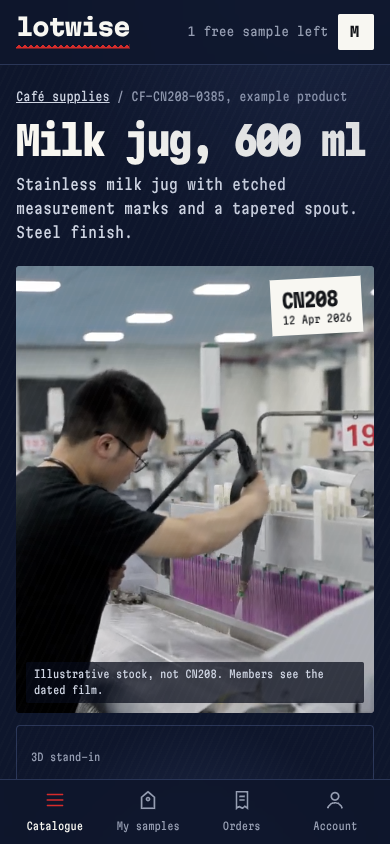 lotwise
1 free sample left
M
Café supplies / CF-CN208-0385, example product
Milk jug, 600 ml
Stainless milk jug with etched
measurement marks and a tapered spout.
Steel finish.
CN208
12 Apr 2026
193
19
Illustrative stock, not CN208. Members see the
dated film.
3D stand-in
Catalogue
My samples
Orders
Account